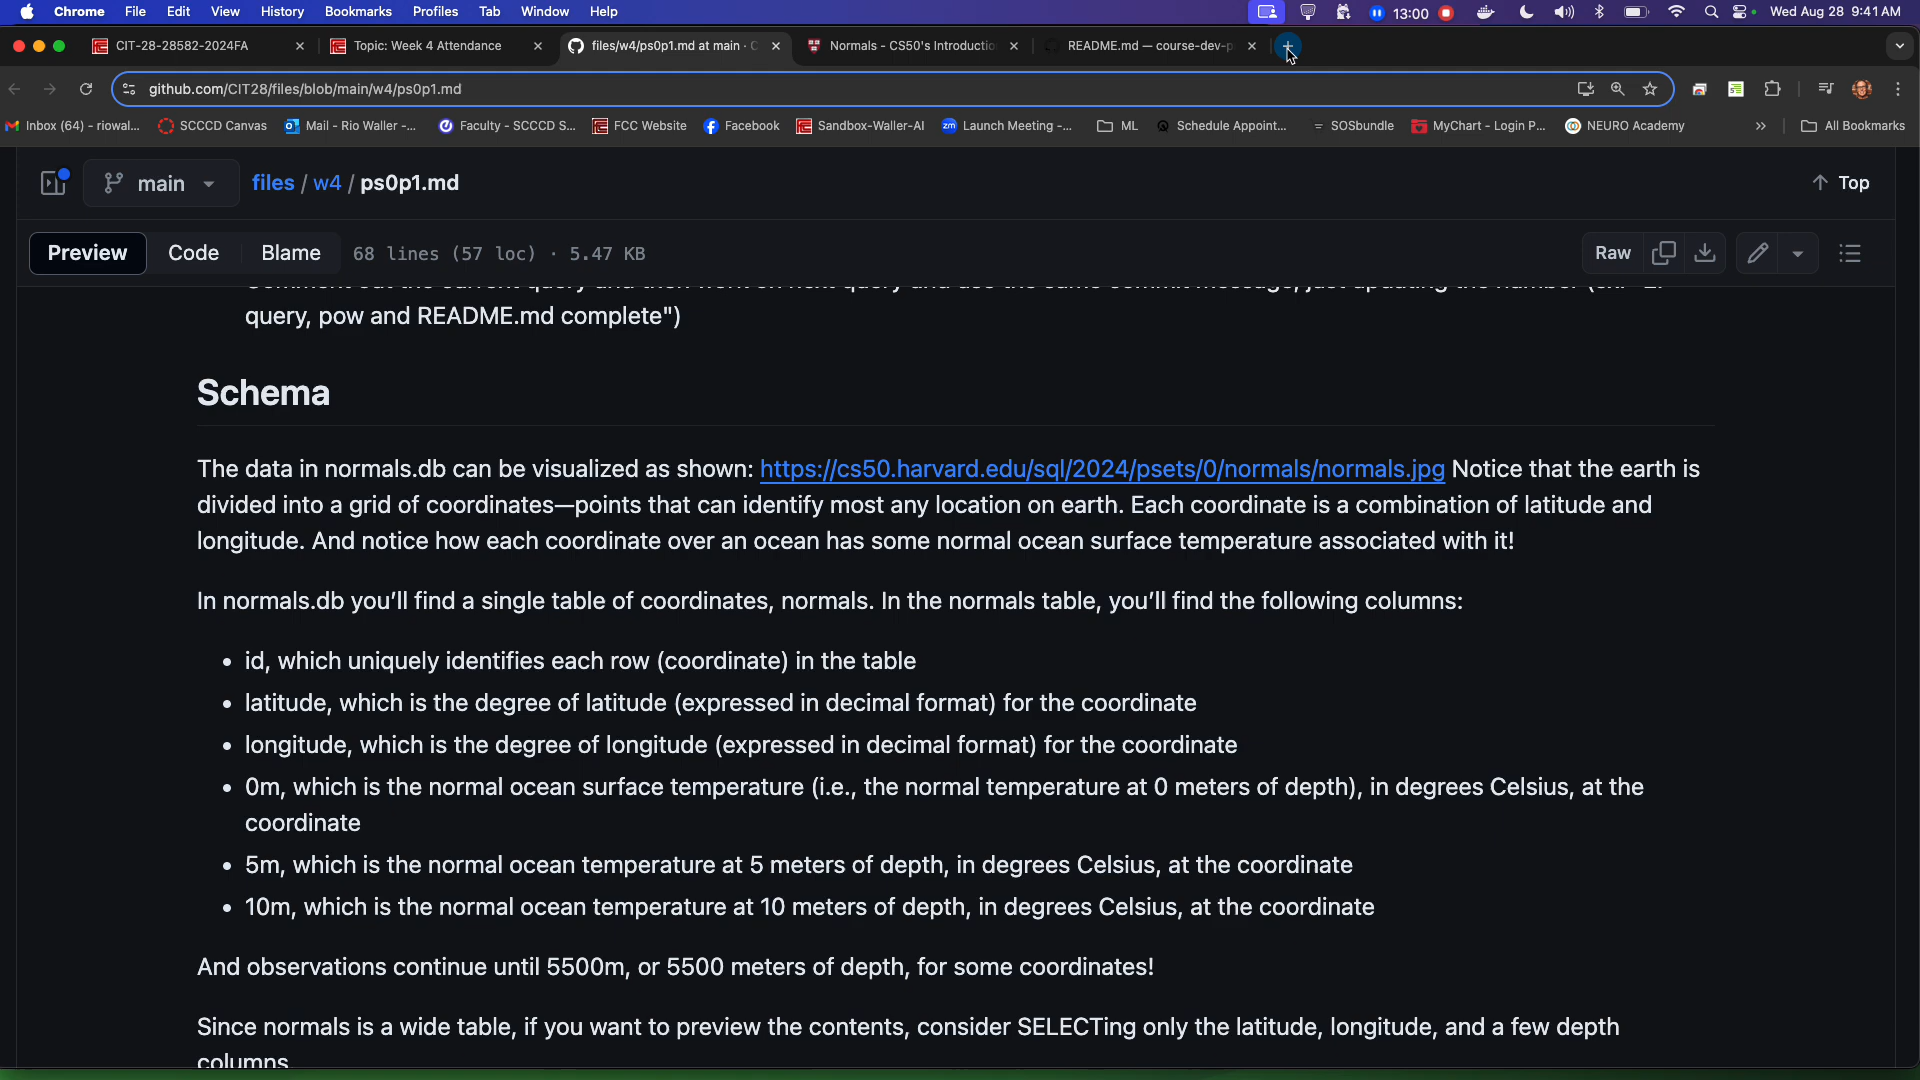 Chrome File Edit View History Bookmarks Profiles Tab Window Help 13:00 Wed Aug 28 9:41 AM
CIT-28-28582-2024FA Topic: Week 4 Attendance files/w4/ps0p1.md at main · C Normals - CS50's Introductio README.md — course-dev-p
github.com/CIT28/files/blob/main/w4/ps0p1.md
Inbox (64) - riowal... SCCCD Canvas Mail - Rio Waller -... Faculty - SCCCD S... FCC Website Facebook Sandbox-Waller-AI Launch Meeting -... ML Schedule Appoint... SOSbundle MyChart - Login P... NEURO Academy » All Bookmarks
main files / w4 / ps0p1.md Top
Preview Code Blame 68 lines (57 loc) · 5.47 KB Raw
query, pow and README.md complete")
Schema
The data in normals.db can be visualized as shown: https://cs50.harvard.edu/sql/2024/psets/0/normals/normals.jpg Notice that the earth is
divided into a grid of coordinates—points that can identify most any location on earth. Each coordinate is a combination of latitude and
longitude. And notice how each coordinate over an ocean has some normal ocean surface temperature associated with it!
In normals.db you’ll find a single table of coordinates, normals. In the normals table, you’ll find the following columns:
• id, which uniquely identifies each row (coordinate) in the table
• latitude, which is the degree of latitude (expressed in decimal format) for the coordinate
• longitude, which is the degree of longitude (expressed in decimal format) for the coordinate
• 0m, which is the normal ocean surface temperature (i.e., the normal temperature at 0 meters of depth), in degrees Celsius, at the
coordinate
• 5m, which is the normal ocean temperature at 5 meters of depth, in degrees Celsius, at the coordinate
• 10m, which is the normal ocean temperature at 10 meters of depth, in degrees Celsius, at the coordinate
And observations continue until 5500m, or 5500 meters of depth, for some coordinates!
Since normals is a wide table, if you want to preview the contents, consider SELECTing only the latitude, longitude, and a few depth
columns